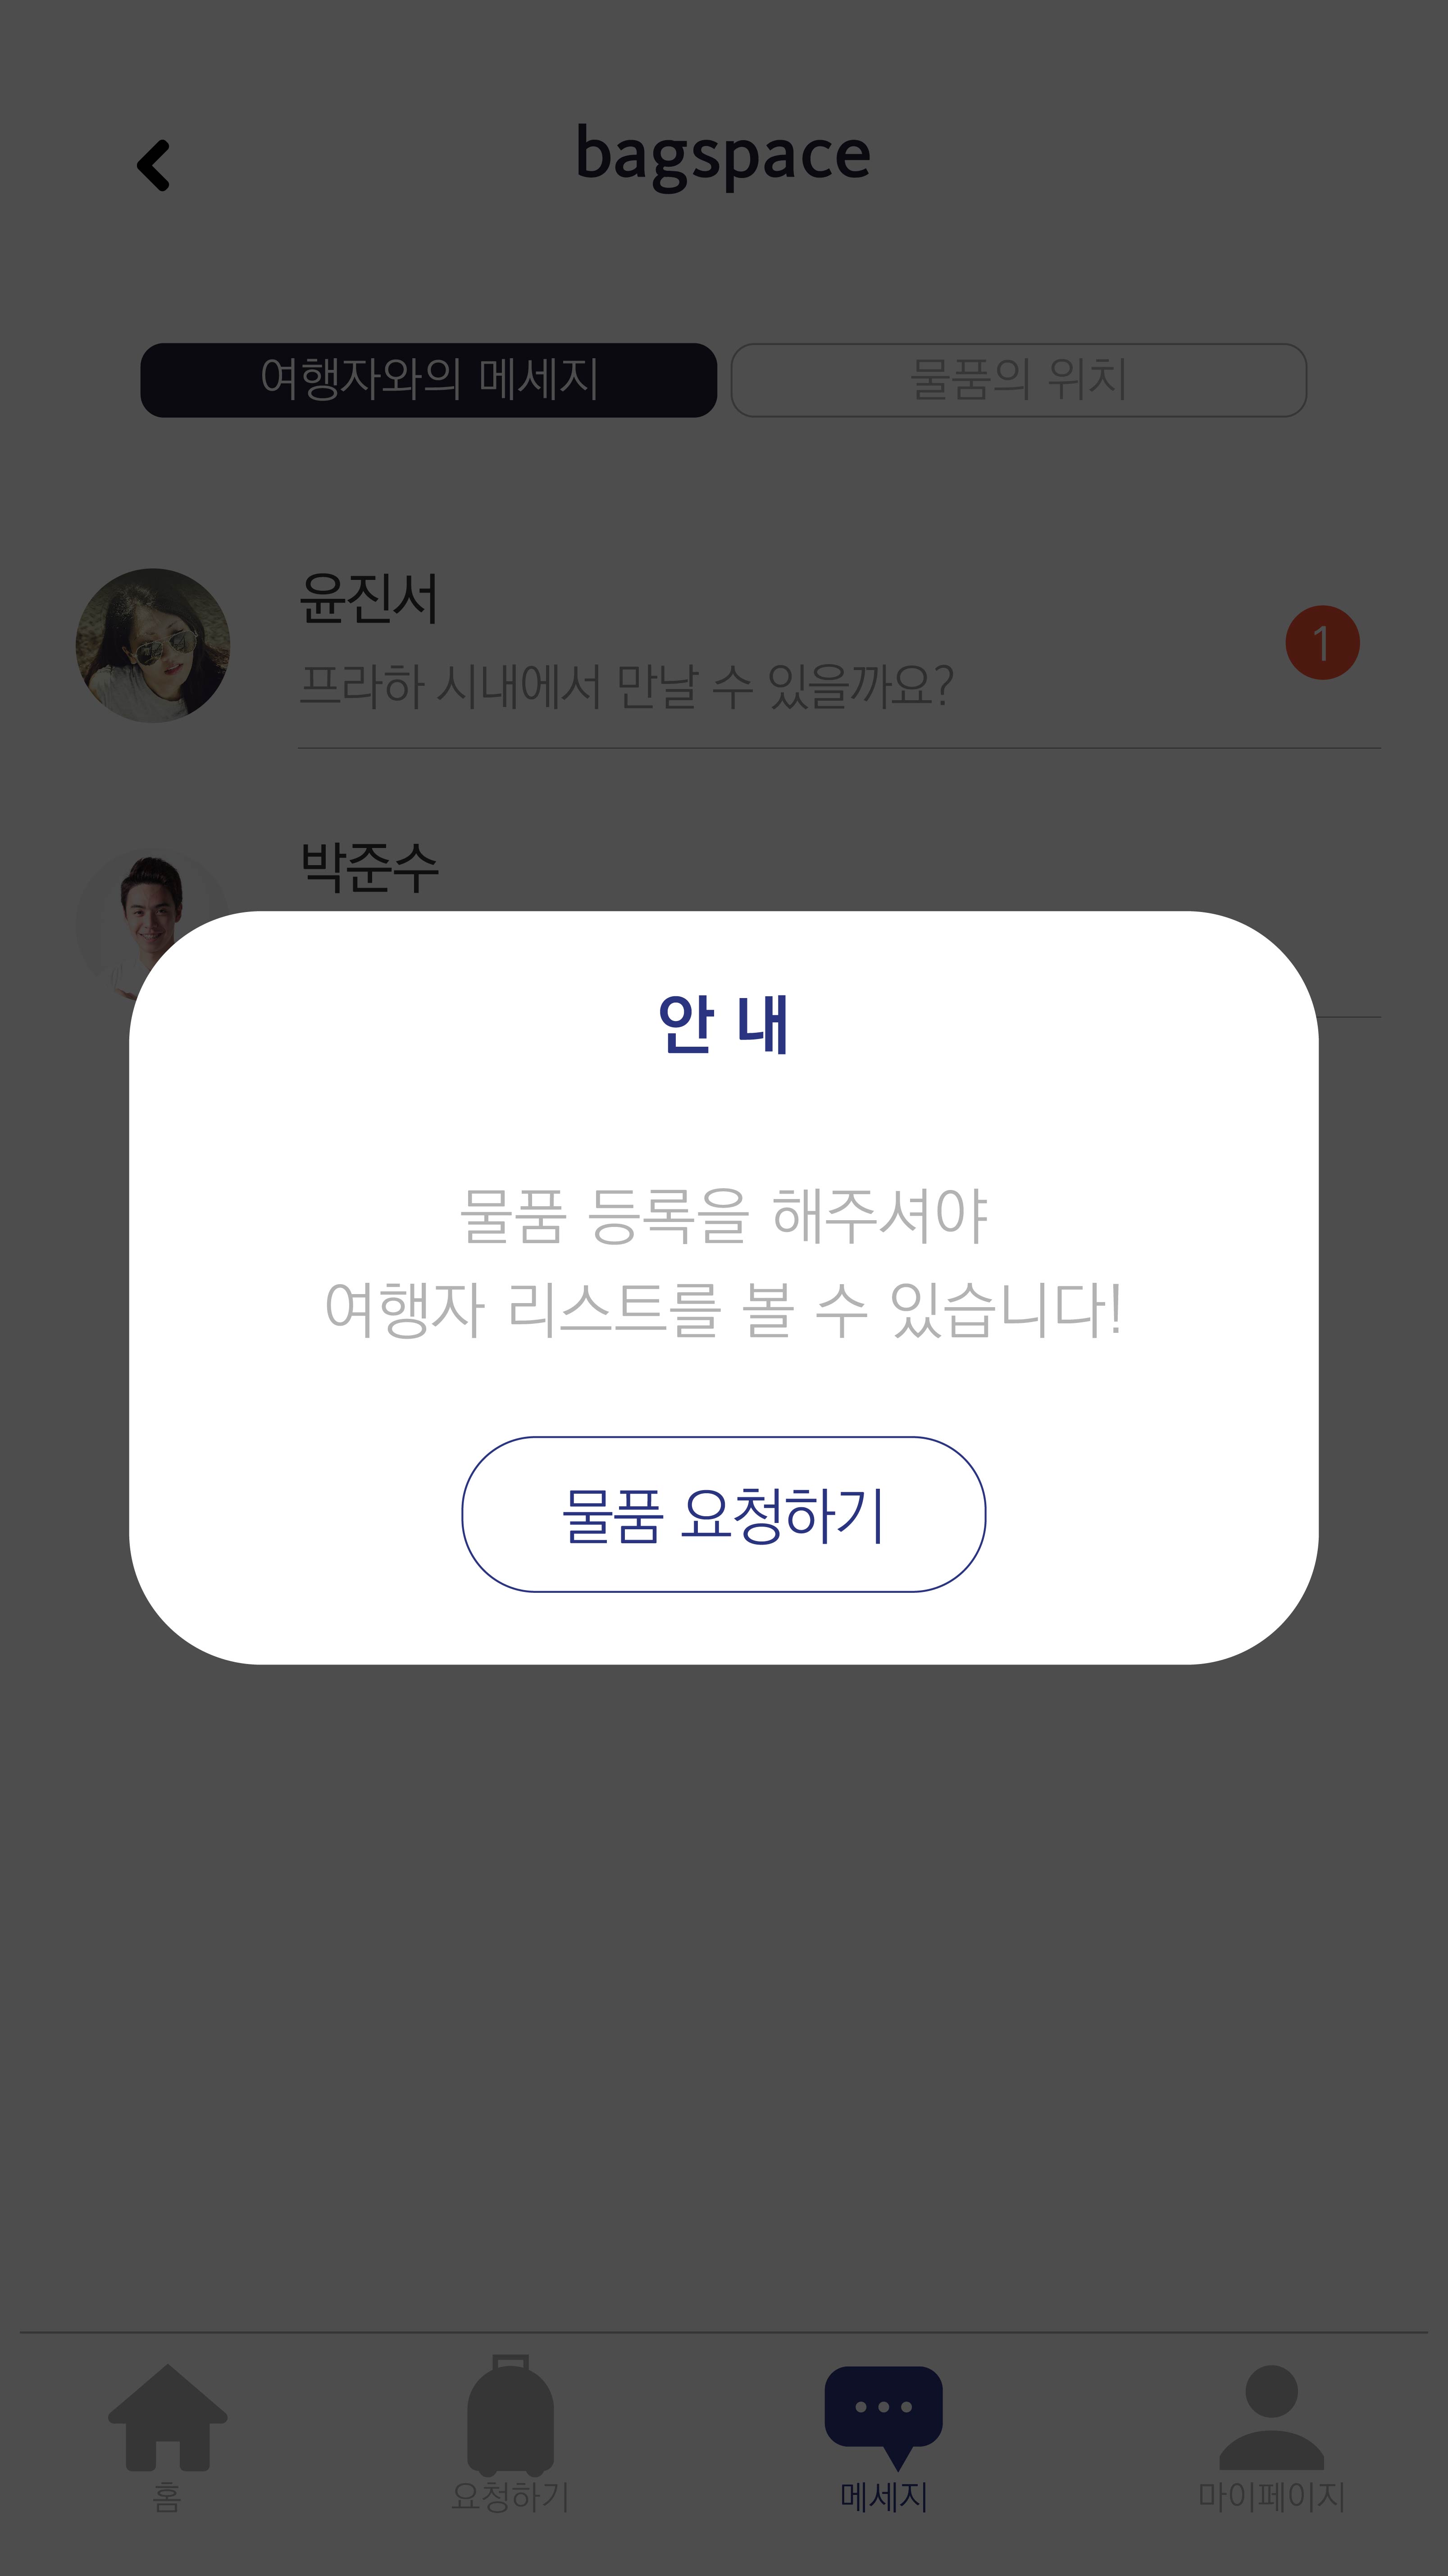 bagspace
여행자와의 메세지
물품의 위치
윤진서
프라하 시내에서 만날 수 있을까요?
1
박준수
안 내
물품 등록을 해주셔야
여행자 리스트를 볼 수 있습니다!
물품 요청하기
홈
요청하기
메세지
마이페이지